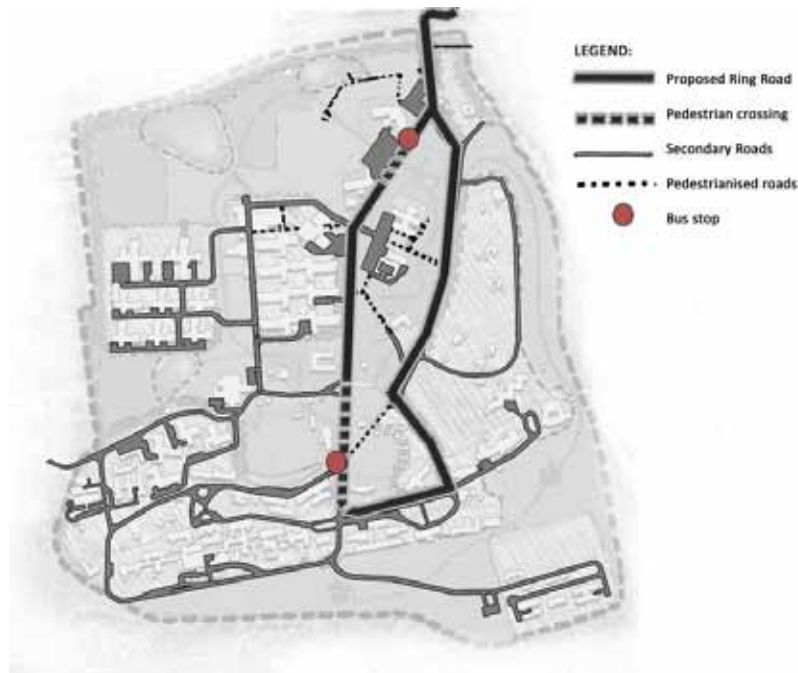 LEGEND:
Proposed Ring Road
Pedestrian crossing
Secondary Roads
Pedestrianised roads
Bus stop